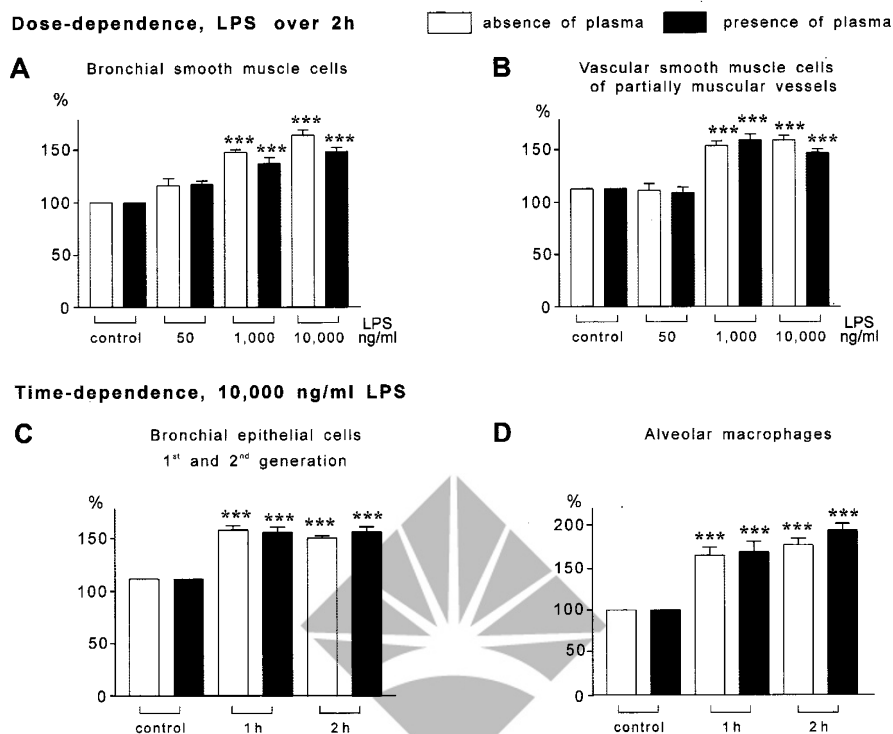 Dose-dependence, LPS over 2h
absence of plasma
presence of plasma
A
Bronchial smooth muscle cells
%
***
***
***
***
150
100
50
0
control
50
1,000
10,000
LPS
ng/ml
B
Vascular smooth muscle cells
of partially muscular vessels
%
***
***
***
***
150
100
50
0
control
50
1,000
10,000
LPS
ng/ml
Time-dependence, 10,000 ng/ml LPS
C
Bronchial epithelial cells
1st and 2nd generation
%
***
***
***
***
150
100
50
0
control
1h
2h
D
Alveolar macrophages
%
***
***
***
***
200
150
100
50
0
control
1h
2h